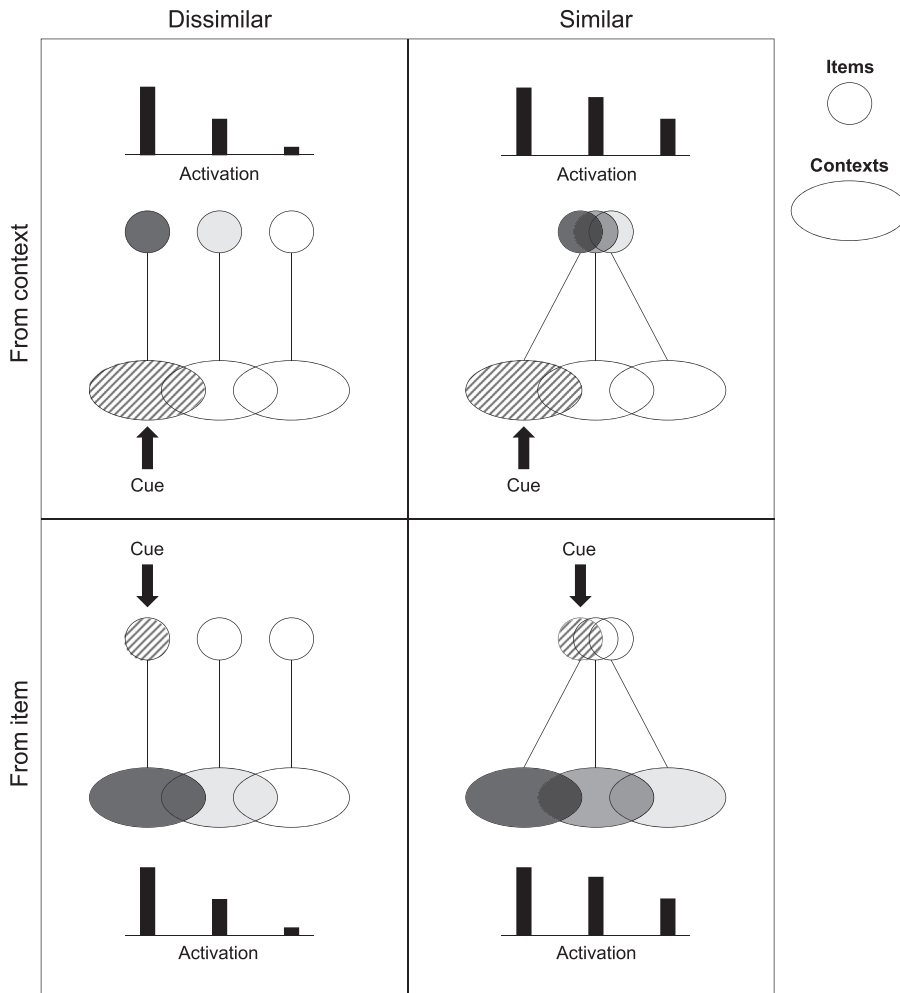 Dissimilar
Similar
Items
Contexts
From context
Activation
Activation
Cue
Cue
From item
Cue
Cue
Activation
Activation